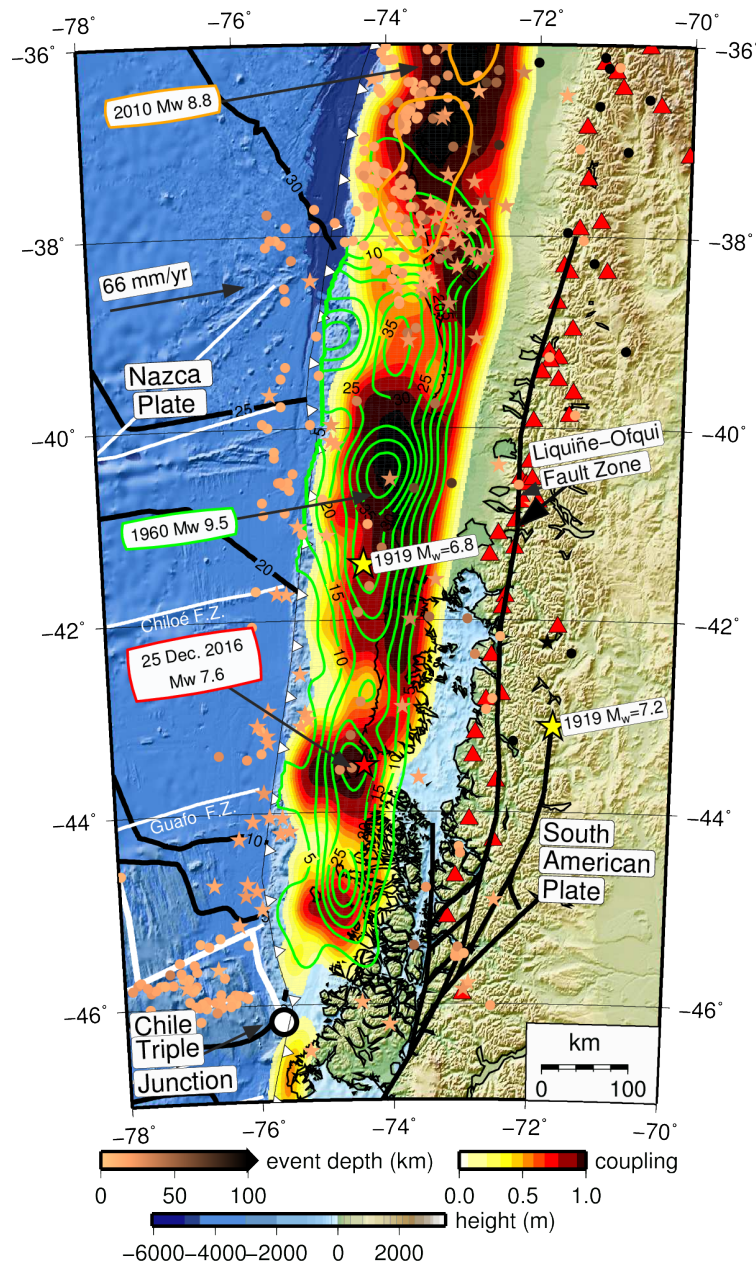 −78° −76° −74° −72° −70°
−36° −36°
2010 Mw 8.8
30
−38° −38°
10
66 mm/yr
35
20
Nazca
Plate
25 30 25
25
5
−40° −40°
Liquiñe−Ofqui
Fault Zone
20
1960 Mw 9.5
1919 Mw=6.8
20
15
Chiloé F.Z.
−42° −42°
25 Dec. 2016
Mw 7.6
10
1919 Mw=7.2
10
15
Guafo F.Z.
−44° −44°
10
South
American
Plate
5 25
−46° −46°
Chile
Triple
Junction
km
0 100
−78° −76° −74° −72° −70°
event depth (km) coupling
0 50 100 0.0 0.5 1.0
height (m)
−6000 −4000 −2000 0 2000